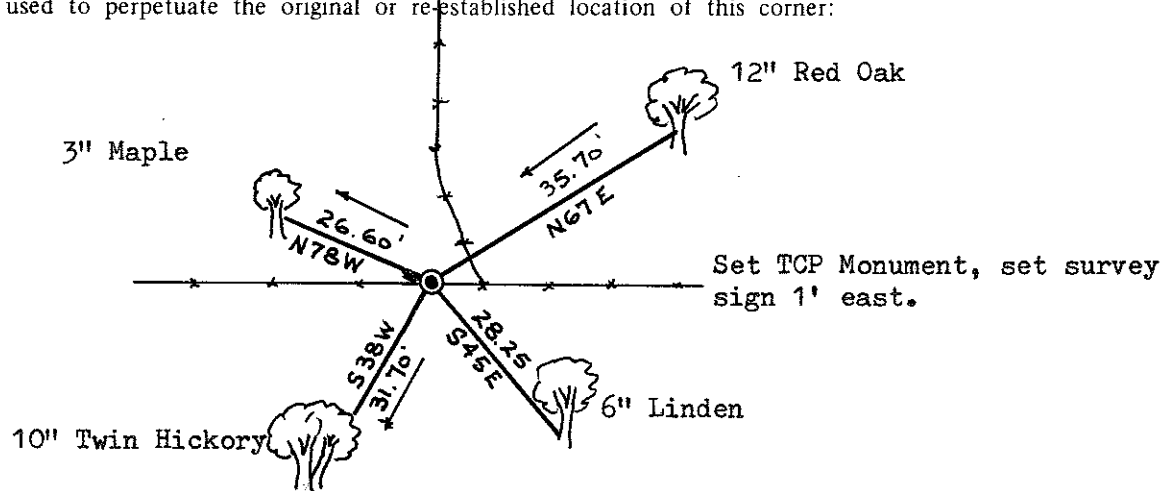 used to perpetuate the original or re-established location of this corner:
12" Red Oak
3" Maple
35.70'
N67E
26.60'
N78W
Set TCP Monument, set survey
sign 1' east.
S38W
31.70'
28.25
S45E
6" Linden
10" Twin Hickory